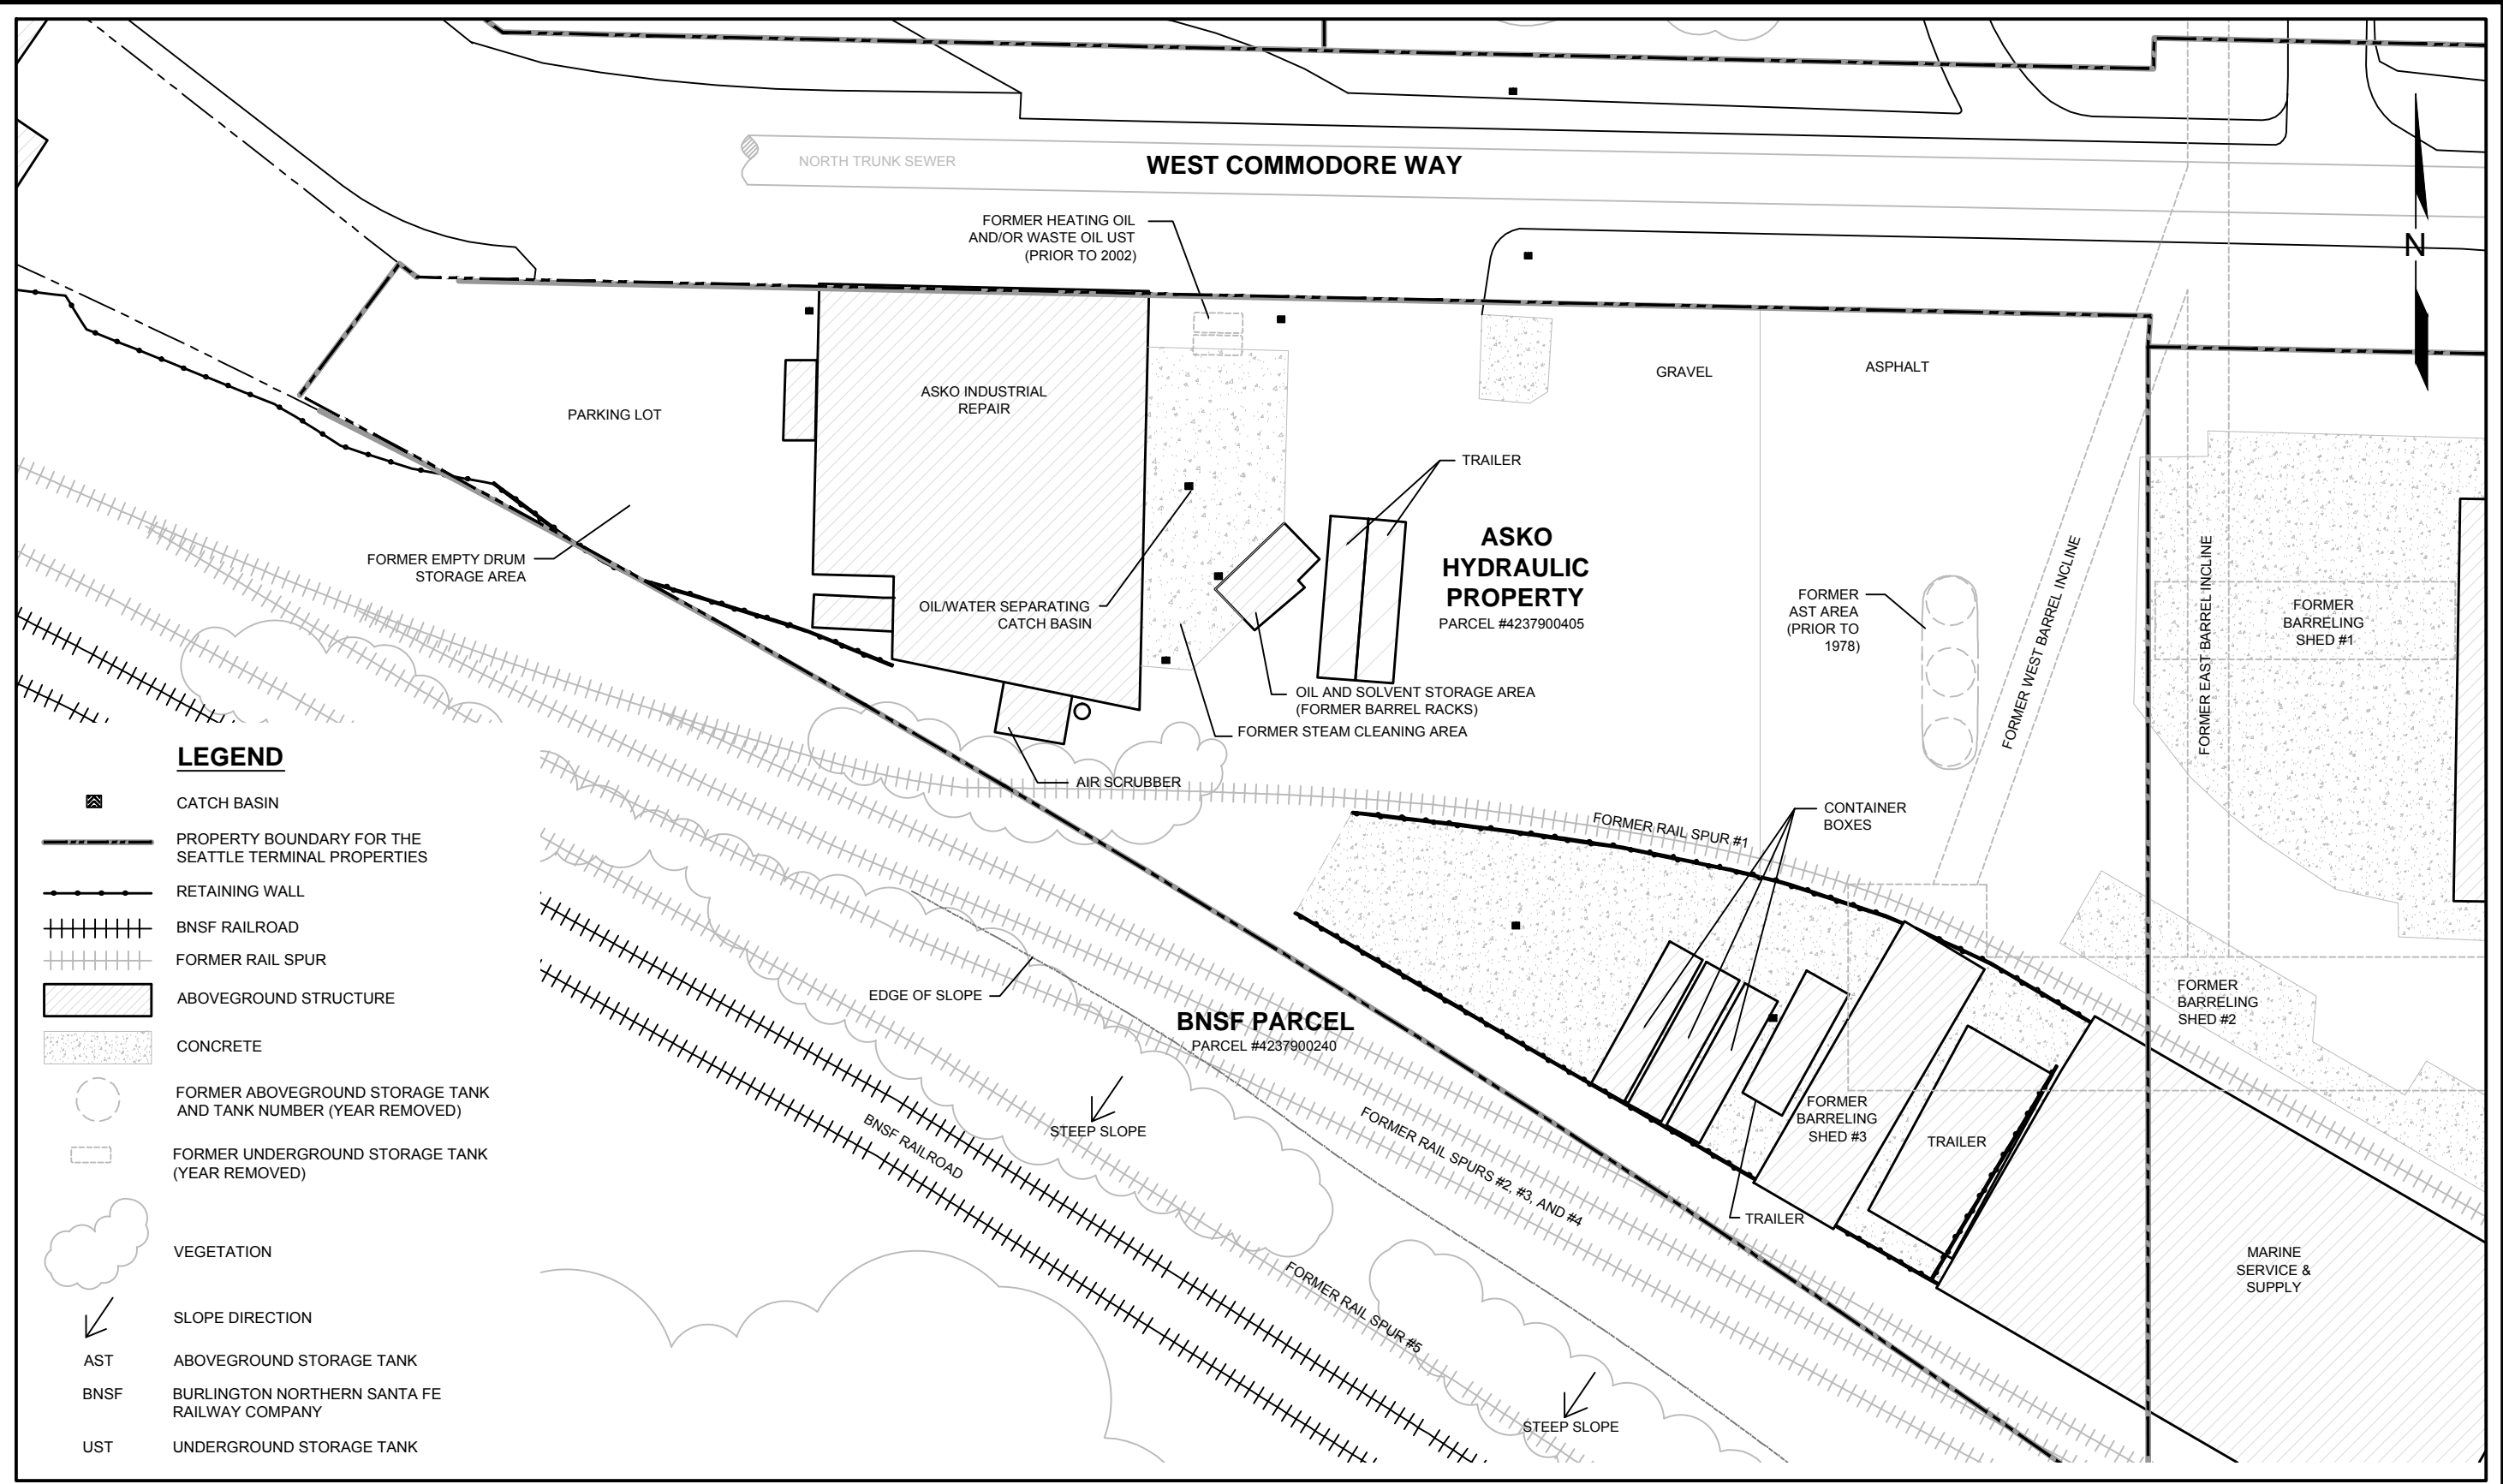 NORTH TRUNK SEWER
WEST COMMODORE WAY
FORMER HEATING OIL
AND/OR WASTE OIL UST
(PRIOR TO 2002)
N
PARKING LOT
ASKO INDUSTRIAL
REPAIR
GRAVEL
ASPHALT
TRAILER
ASKO
HYDRAULIC
PROPERTY
PARCEL #4237900405
FORMER EMPTY DRUM
STORAGE AREA
OIL/WATER SEPARATING
CATCH BASIN
FORMER
AST AREA
(PRIOR TO
1978)
FORMER WEST BARREL INCLINE
FORMER EAST BARREL INCLINE
FORMER
BARRELING
SHED #1
OIL AND SOLVENT STORAGE AREA
(FORMER BARREL RACKS)
FORMER STEAM CLEANING AREA
AIR SCRUBBER
FORMER RAIL SPUR #1
CONTAINER
BOXES
EDGE OF SLOPE
BNSF PARCEL
PARCEL #4237900240
FORMER
BARRELING
SHED #2
STEEP SLOPE
BNSF RAILROAD
FORMER RAIL SPURS #2, #3, AND #4
FORMER
BARRELING
SHED #3
TRAILER
TRAILER
MARINE
SERVICE &
SUPPLY
FORMER RAIL SPUR #5
STEEP SLOPE
LEGEND
CATCH BASIN
PROPERTY BOUNDARY FOR THE
SEATTLE TERMINAL PROPERTIES
RETAINING WALL
BNSF RAILROAD
FORMER RAIL SPUR
ABOVEGROUND STRUCTURE
CONCRETE
FORMER ABOVEGROUND STORAGE TANK
AND TANK NUMBER (YEAR REMOVED)
FORMER UNDERGROUND STORAGE TANK
(YEAR REMOVED)
VEGETATION
SLOPE DIRECTION
AST ABOVEGROUND STORAGE TANK
BNSF BURLINGTON NORTHERN SANTA FE
RAILWAY COMPANY
UST UNDERGROUND STORAGE TANK